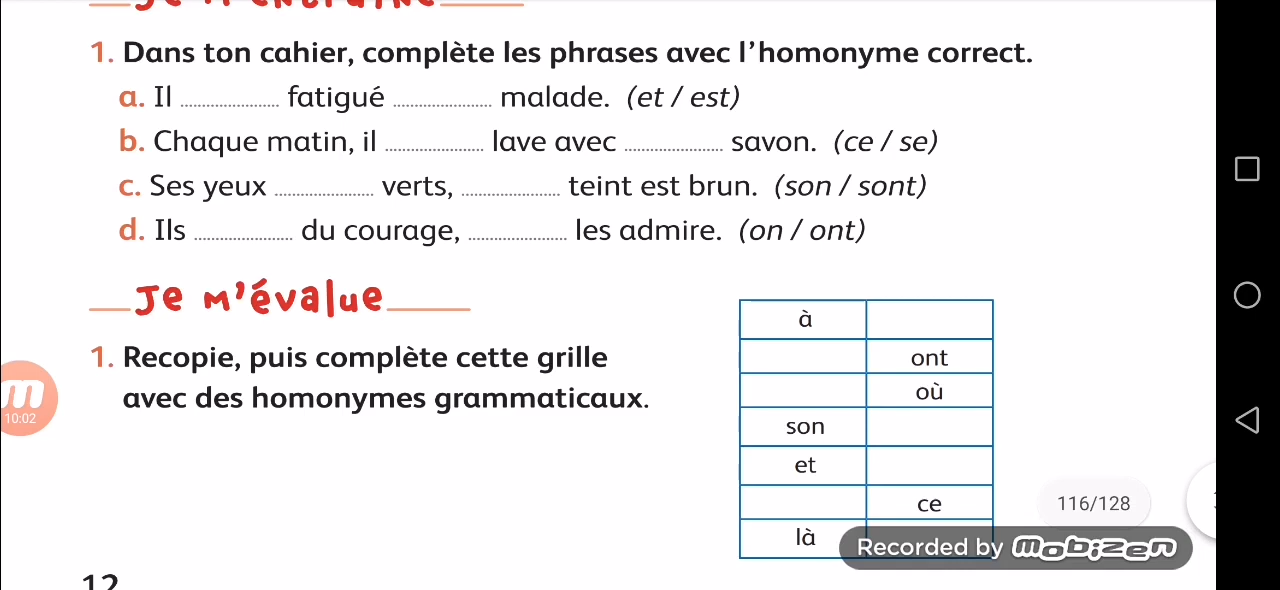 1. Dans ton cahier, complète les phrases avec l'homonyme correct.
a. Il .................... fatigué .................... malade. (et / est)
b. Chaque matin, il .................... lave avec .................... savon. (ce / se)
c. Ses yeux .................... verts, .................... teint est brun. (son / sont)
d. Ils .................... du courage, .................... les admire. (on / ont)
Je m'évalue
1. Recopie, puis complète cette grille
avec des homonymes grammaticaux.
à
ont
où
son
et
ce
là
10:02
116/128
Recorded by Mobizen
12